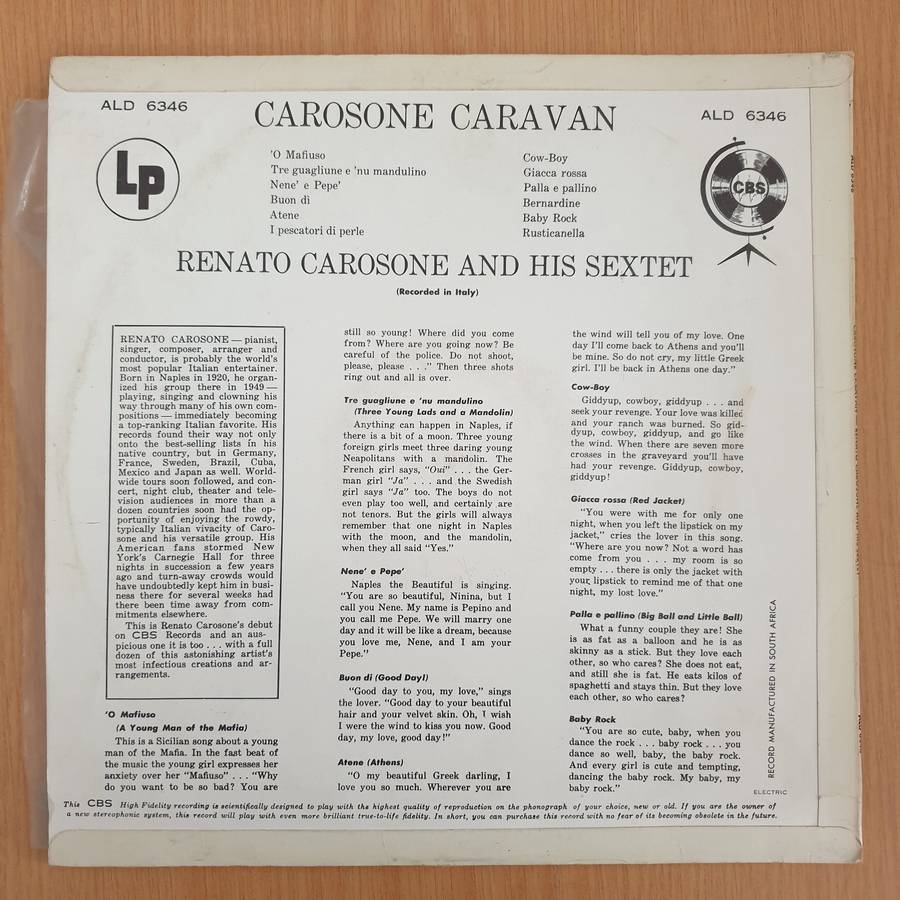 ALD 6346
CAROSONE CARAVAN
ALD 6346
LP
'O Mafiuso
Tre guagliune e 'nu mandulino
Nene' e Pepe'
Buon dì
Atene
I pescatori di perle
Cow-Boy
Giacca rossa
Palla e pallino
Bernardine
Baby Rock
Rusticanella
CBS
RENATO CAROSONE AND HIS SEXTET
(Recorded in Italy)
RENATO CAROSONE — pianist,
singer, composer, arranger and
conductor, is probably the world's
most popular Italian entertainer.
Born in Naples in 1920, he organ-
ized his group there in 1949 —
playing, singing and clowning his
way through many of his own com-
positions — immediately becoming
a top-ranking Italian favorite. His
records found their way not only
onto the best-selling lists in his
native country, but in Germany,
France, Sweden, Brazil, Cuba,
Mexico and Japan as well. World-
wide tours soon followed, and con-
cert, night club, theater and tele-
vision audiences in more than a
dozen countries soon had the op-
portunity of enjoying the rowdy,
typically Italian vivacity of Caro-
sone and his versatile group. His
American fans stormed New
York's Carnegie Hall for three
nights in succession a few years
ago and turn-away crowds would
have undoubtedly kept him in busi-
ness there for several weeks had
there been time away from com-
mitments elsewhere.
This is Renato Carosone's debut
on CBS Records and an aus-
picious one it is too . . . with a full
dozen of this astonishing artist's
most infectious creations and ar-
rangements.
'O Mafiuso
(A Young Man of the Mafia)
This is a Sicilian song about a young
man of the Mafia. In the fast beat of
the music the young girl expresses her
anxiety over her "Mafiuso" . . . "Why
do you want to be so bad? You are
still so young! Where did you come
from? Where are you going now? Be
careful of the police. Do not shoot,
please, please . . ." Then three shots
ring out and all is over.
Tre guagliune e 'nu mandulino
(Three Young Lads and a Mandolin)
Anything can happen in Naples, if
there is a bit of a moon. Three young
foreign girls meet three daring young
Neapolitans with a mandolin. The
French girl says, "Oui" . . . the Ger-
man girl "Ja" . . . and the Swedish
girl says "Ja" too. The boys do not
even play too well, and certainly are
not tenors. But the girls will always
remember that one night in Naples
with the moon, and the mandolin,
when they all said "Yes."
Nene' e Pepe'
Naples the Beautiful is singing.
"You are so beautiful, Ninina, but I
call you Nene. My name is Pepino and
you call me Pepe. We will marry one
day and it will be like a dream, because
you love me, Nene, and I am your
Pepe."
Buon di (Good Day!)
"Good day to you, my love," sings
the lover. "Good day to your beautiful
hair and your velvet skin. Oh, I wish
I were the wind to kiss you now. Good
day, my love, good day!"
Atene (Athens)
"O my beautiful Greek darling, I
love you so much. Wherever you are
the wind will tell you of my love. One
day I'll come back to Athens and you'll
be mine. So do not cry, my little Greek
girl. I'll be back in Athens one day."
Cow-Boy
Giddyup, cowboy, giddyup . . . and
seek your revenge. Your love was killed
and your ranch was burned. So gid-
dyup, cowboy, giddyup, and go like
the wind. When there are seven more
crosses in the graveyard you'll have
had your revenge. Giddyup, cowboy,
giddyup!
Giacca rossa (Red Jacket)
"You were with me for only one
night, when you left the lipstick on my
jacket," cries the lover in this song.
"Where are you now? Not a word has
come from you . . . my room is so
empty . . . there is only the jacket with
your lipstick to remind me of that one
night, my lost love."
Palla e pallino (Big Ball and Little Ball)
What a funny couple they are! She
is as fat as a balloon and he is as
skinny as a stick. But they love each
other, so who cares? She does not eat,
and still she is fat. He eats kilos of
spaghetti and stays thin. But they love
each other, so who cares?
Baby Rock
"You are so cute, baby, when you
dance the rock . . . baby rock . . . you
dance so well, baby, the baby rock.
And every girl is cute and tempting,
dancing the baby rock. My baby, my
baby rock."
RECORD MANUFACTURED IN SOUTH AFRICA
ELECTRIC
This CBS High Fidelity recording is scientifically designed to play with the highest quality of reproduction on the phonograph of your choice, new or old. If you are the owner of
a new stereophonic system, this record will play with even more brilliant true-to-life fidelity. In short, you can purchase this record with no fear of its becoming obsolete in the future.